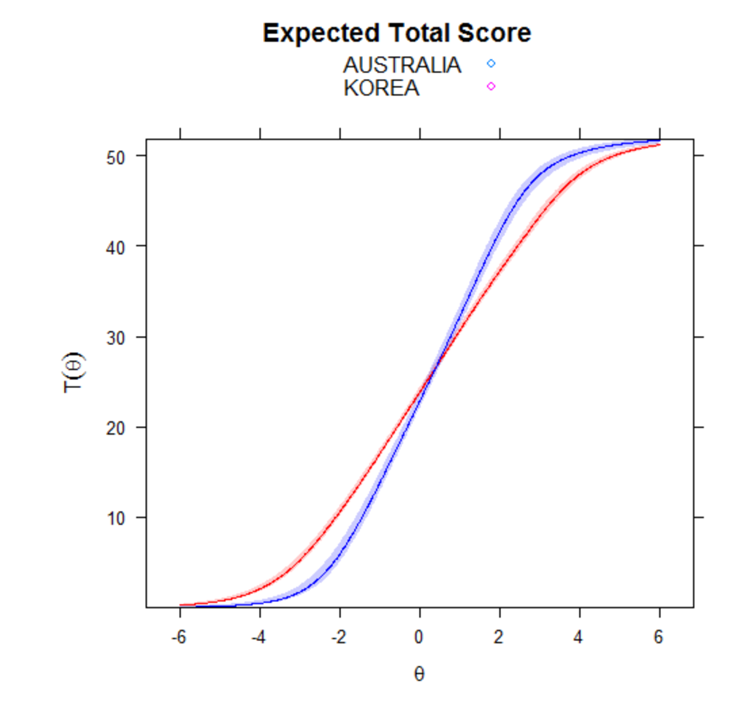 Expected Total Score
AUSTRALIA
KOREA
50
40
30
20
10
T(θ)
-6 -4 -2 0 2 4 6
θ